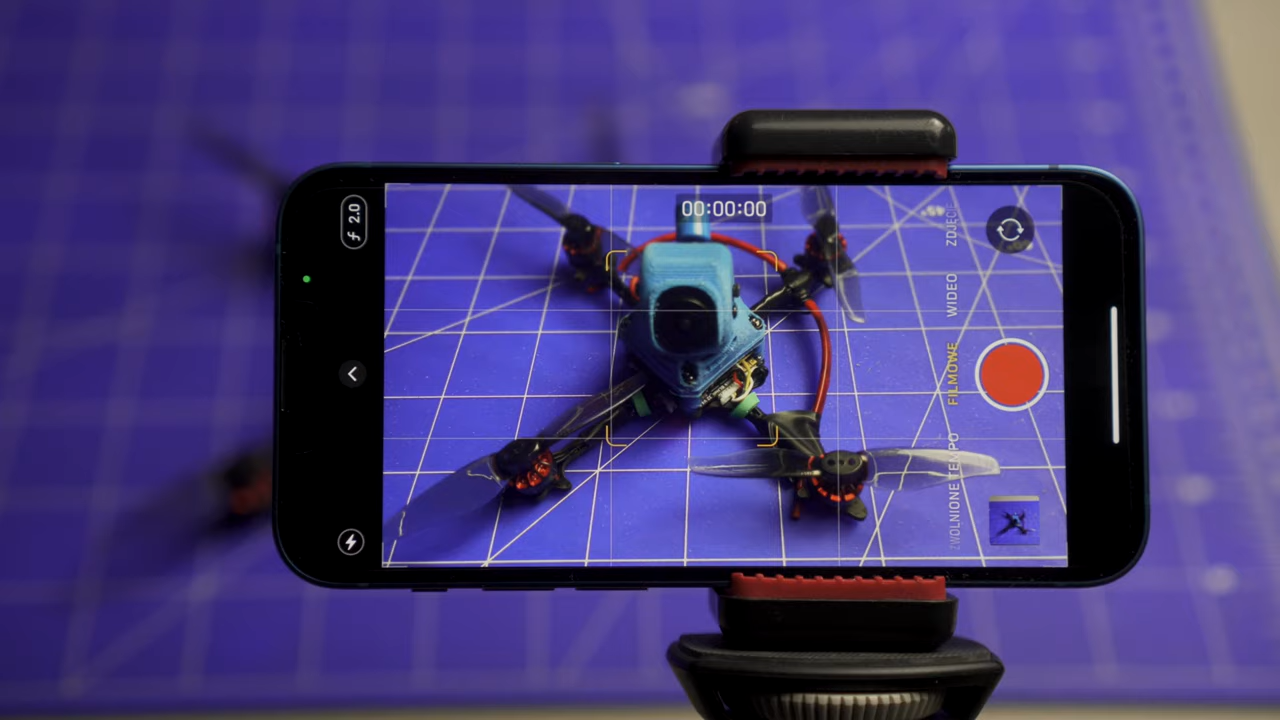 ƒ 2.0
00:00:00
ZDJĘCIE
WIDEO
FILMOWE
ZWOLNIONE TEMPO